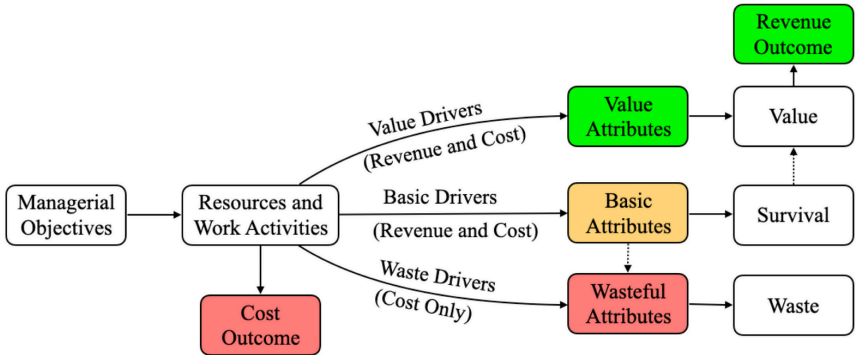 Revenue
Outcome
Value Drivers
(Revenue and Cost)
Value
Attributes
Value
Managerial
Objectives
Resources and
Work Activities
Basic Drivers
(Revenue and Cost)
Basic
Attributes
Survival
Waste Drivers
(Cost Only)
Wasteful
Attributes
Waste
Cost
Outcome